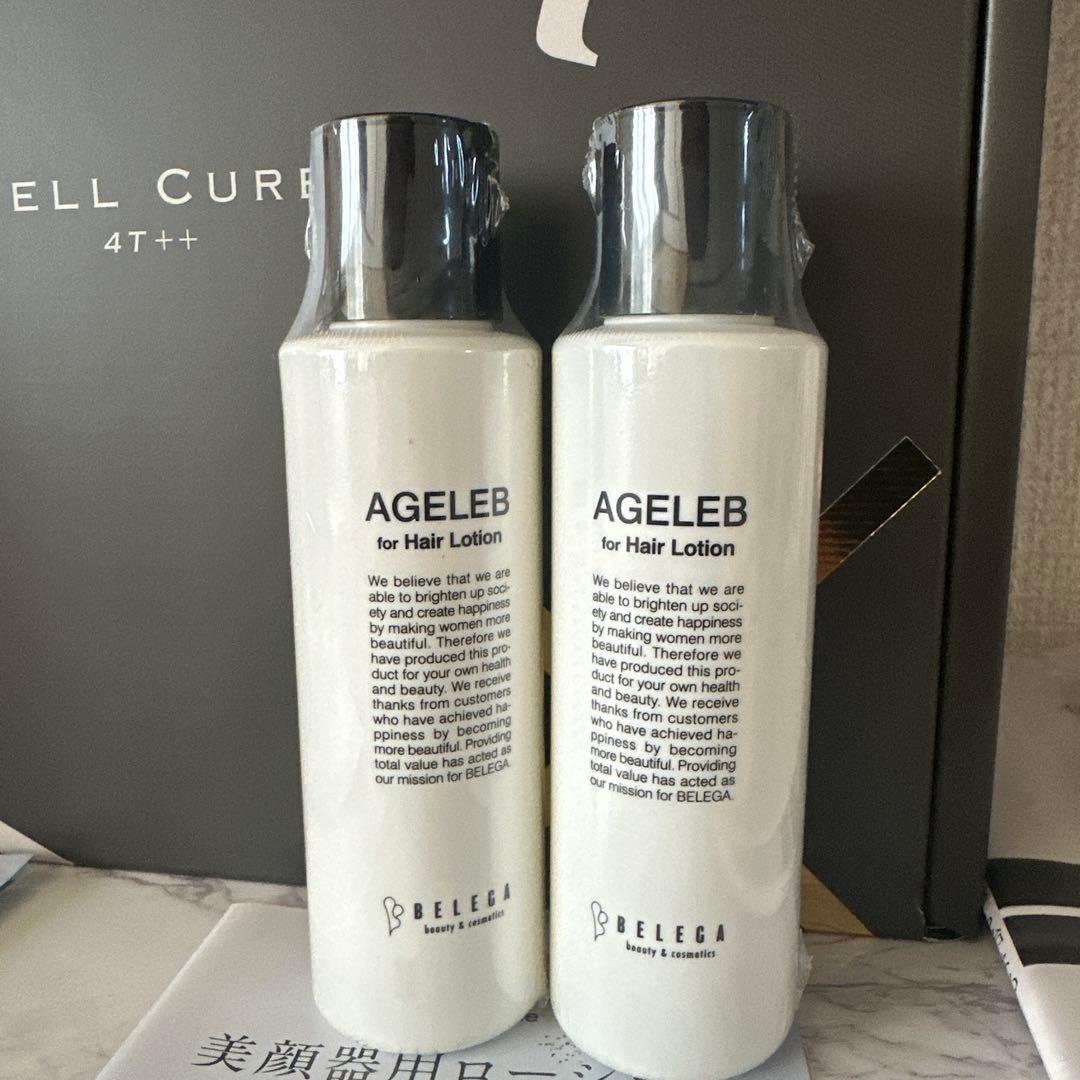 ELL CURE
4T++
AGELEB
for Hair Lotion
We believe that we are
able to brighten up soci-
ety and create happiness
by making women more
beautiful. Therefore we
have produced this pro-
duct for your own health
and beauty. We receive
thanks from customers
who have achieved ha-
ppiness by becoming
more beautiful. Providing
total value has acted as
our mission for BELEGA.
BELEGA
beauty & cosmetics
AGELEB
for Hair Lotion
We believe that we are
able to brighten up soci-
ety and create happiness
by making women more
beautiful. Therefore we
have produced this pro-
duct for your own health
and beauty. We receive
thanks from customers
who have achieved ha-
ppiness by becoming
more beautiful. Providing
total value has acted as
our mission for BELEGA.
BELEGA
beauty & cosmetics
美顔器用ローシ